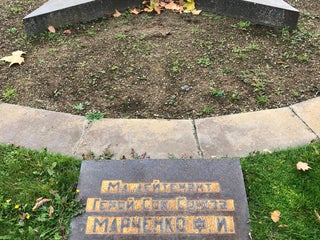 Мл. лейтенант
Герой Сов. Союза
МАРЧЕНКО Ф И